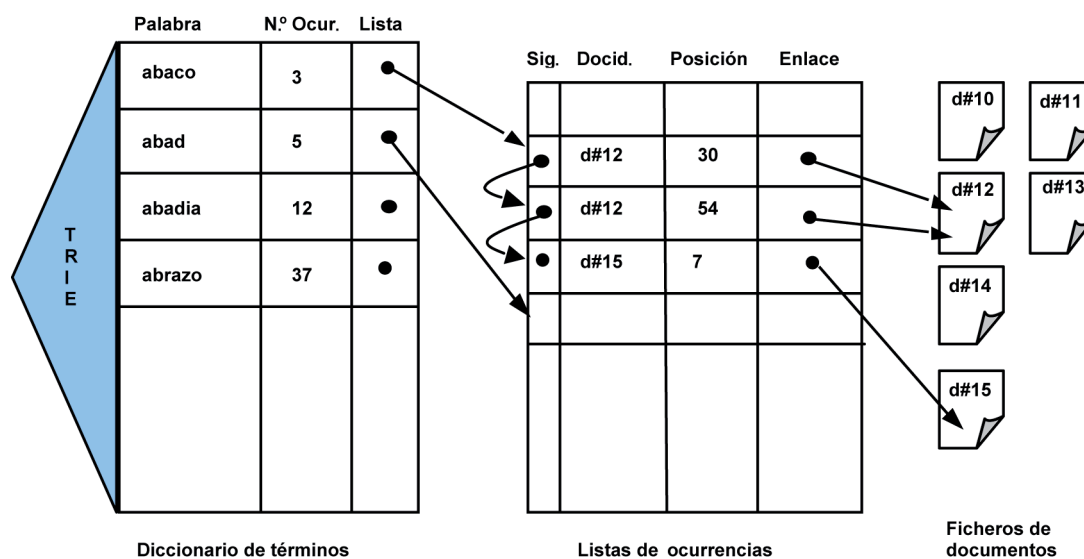 Palabra N.º Ocur. Lista
abaco 3
abad 5
abadia 12
abrazo 37
TRIE
Diccionario de términos
Sig. Docid. Posición Enlace
d#12 30
d#12 54
d#15 7
Listas de ocurrencias
d#10 d#11
d#12 d#13
d#14
d#15
Ficheros de
documentos